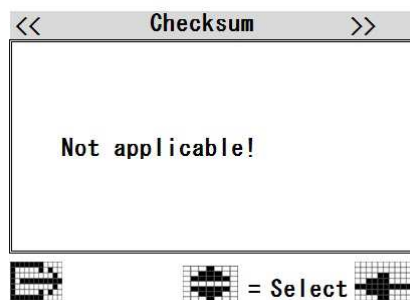 << Checksum >>
Not applicable!
= Select